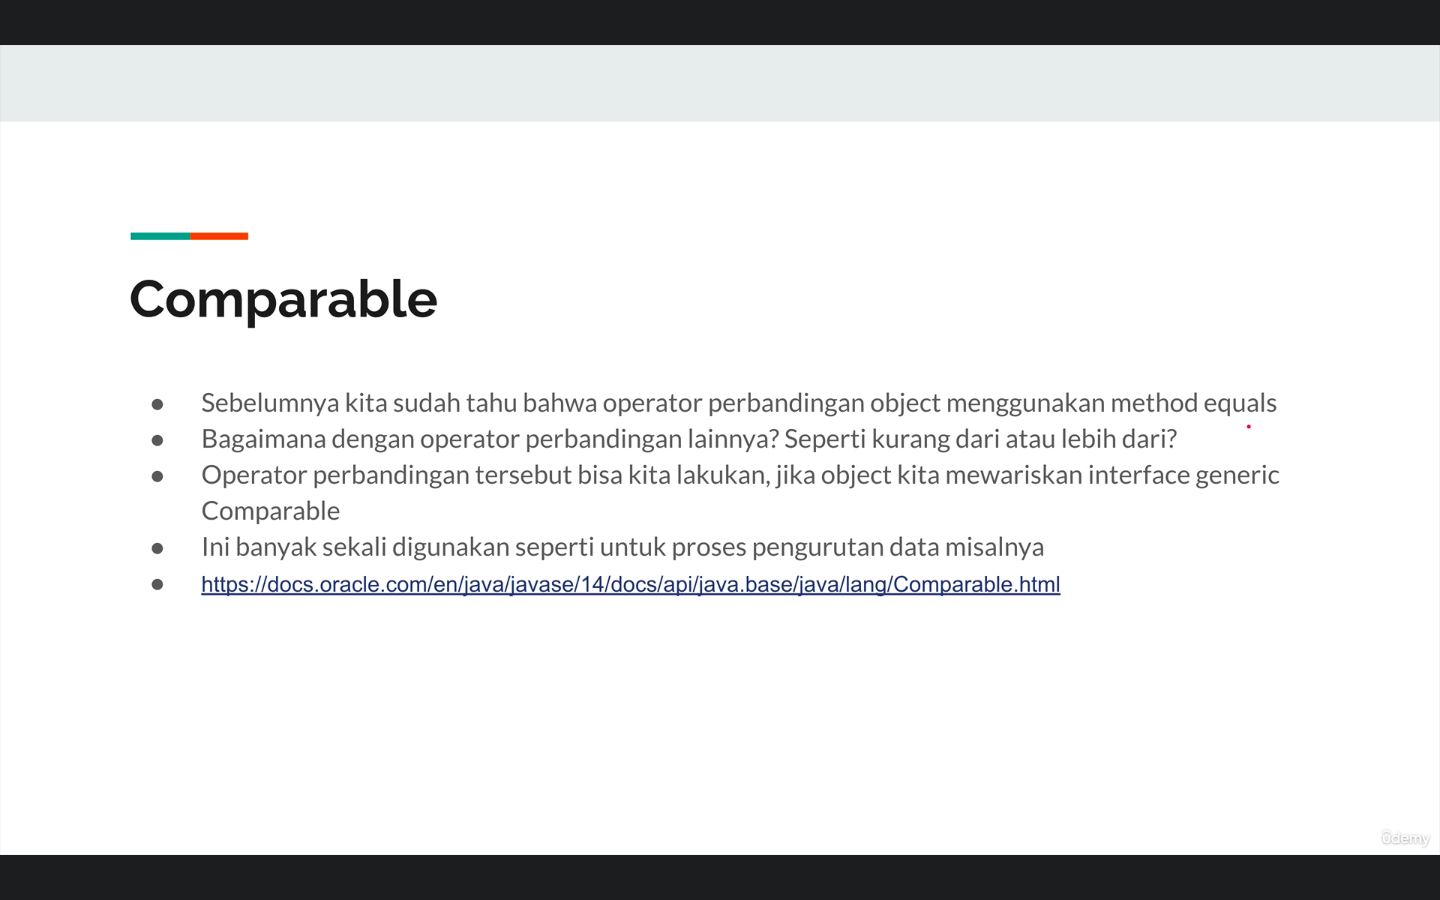 Comparable
● Sebelumnya kita sudah tahu bahwa operator perbandingan object menggunakan method equals
● Bagaimana dengan operator perbandingan lainnya? Seperti kurang dari atau lebih dari?
● Operator perbandingan tersebut bisa kita lakukan, jika object kita mewariskan interface generic
Comparable
● Ini banyak sekali digunakan seperti untuk proses pengurutan data misalnya
● https://docs.oracle.com/en/java/javase/14/docs/api/java.base/java/lang/Comparable.html
ûdemy